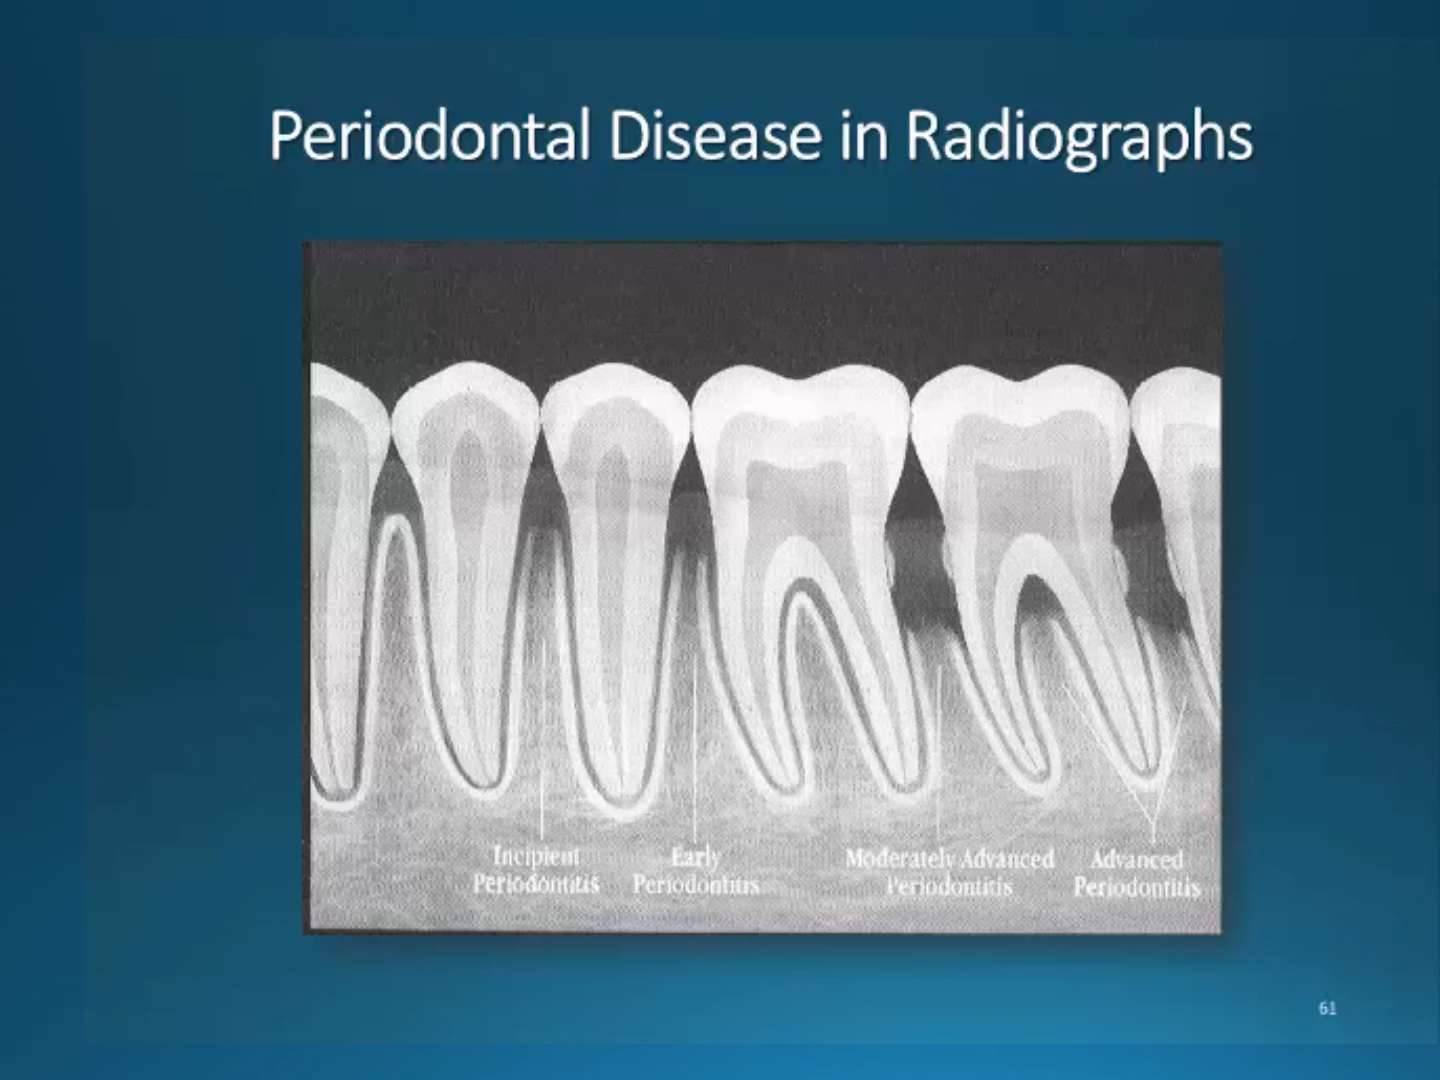 Periodontal Disease in Radiographs
Incipient
Periodontitis
Early
Periodontitis
Moderately Advanced
Periodontitis
Advanced
Periodontitis
61